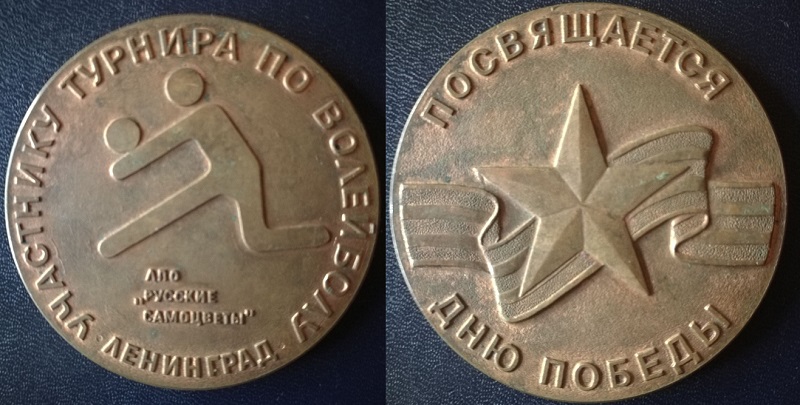 УЧАСТНИКУ ТУРНИРА ПО ВОЛЕЙБОЛУ
ЛПО
„РУССКИЕ
САМОЦВЕТЫ"
· ЛЕНИНГРАД ·
ПОСВЯЩАЕТСЯ
ДНЮ ПОБЕДЫ